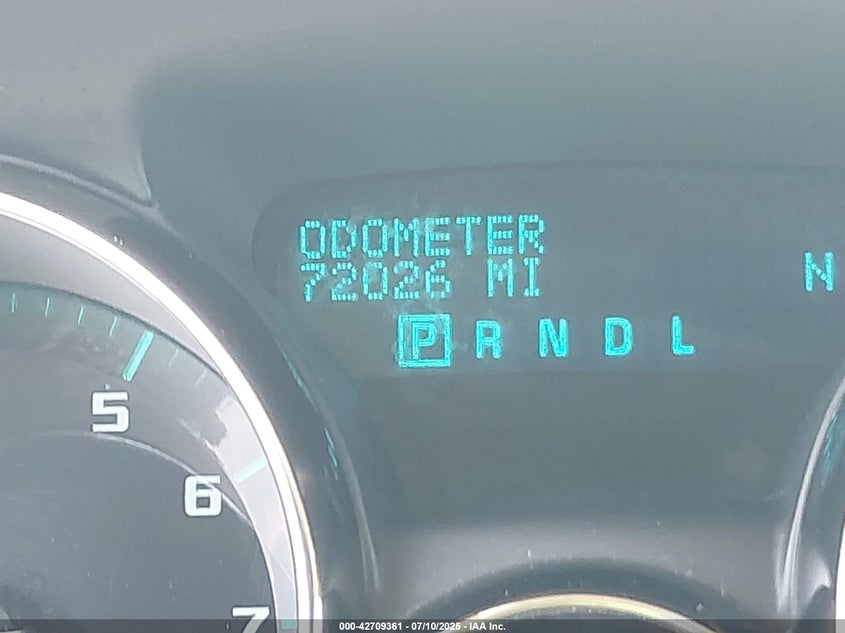 ODOMETER
72026 MI
N
P R N D L
5
6
7
000-42709361 - 07/10/2025 - IAA Inc.